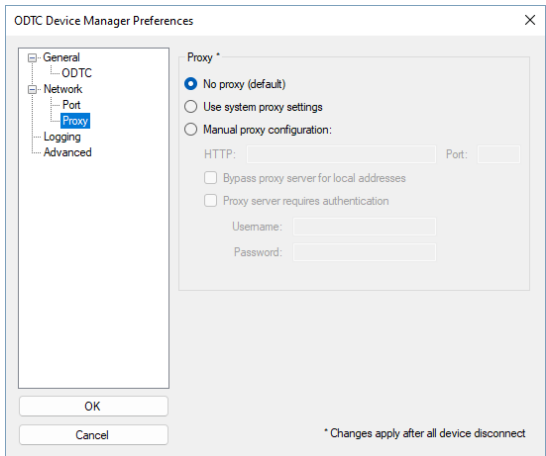 ODTC Device Manager Preferences
General
ODTC
Network
Port
Proxy
Logging
Advanced
Proxy *
No proxy (default)
Use system proxy settings
Manual proxy configuration:
HTTP: Port:
Bypass proxy server for local addresses
Proxy server requires authentication
Username:
Password:
OK
Cancel
* Changes apply after all device disconnect